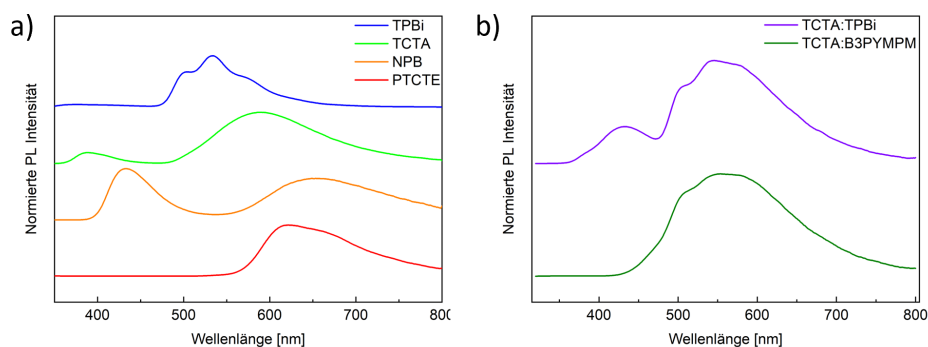 a)
TPBi
TCTA
NPB
PTCTE
Normierte PL Intensität
400 500 600 700 800
Wellenlänge [nm]
b)
TCTA:TPBi
TCTA:B3PYMPM
Normierte PL Intensität
400 500 600 700 800
Wellenlänge [nm]